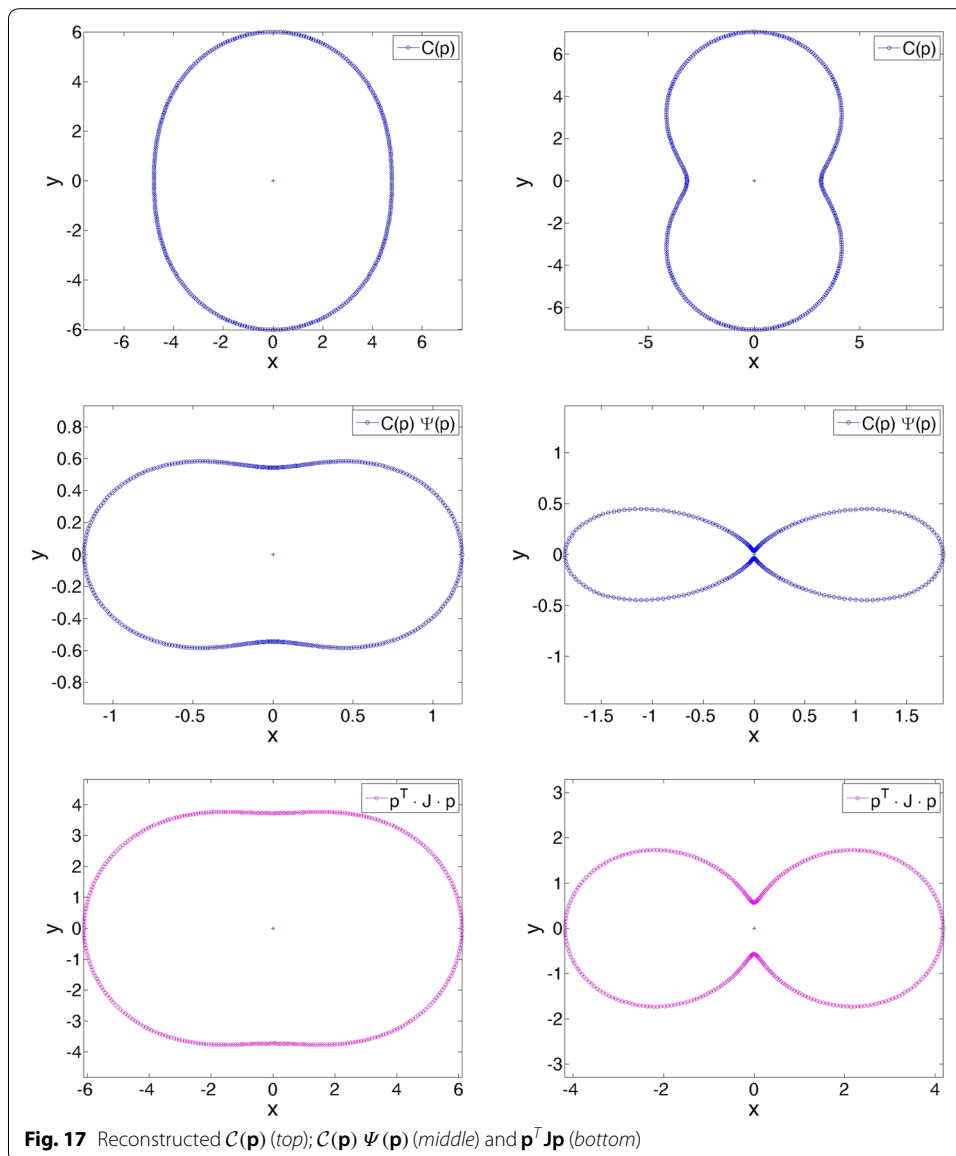 C(p)
6
4
2
0
-2
-4
-6
y
-6 -4 -2 0 2 4 6
x
C(p)
6
4
2
0
-2
-4
-6
y
-5 0 5
x
C(p) Ψ(p)
0.8
0.6
0.4
0.2
0
-0.2
-0.4
-0.6
-0.8
y
-1 -0.5 0 0.5 1
x
C(p) Ψ(p)
1
0.5
0
-0.5
-1
y
-1.5 -1 -0.5 0 0.5 1 1.5
x
p^T · J · p
4
3
2
1
0
-1
-2
-3
-4
y
-6 -4 -2 0 2 4 6
x
p^T · J · p
3
2
1
0
-1
-2
-3
y
-4 -2 0 2 4
x
Fig. 17 Reconstructed 𝒞(p) (top); 𝒞(p) Ψ(p) (middle) and p^T Jp (bottom)